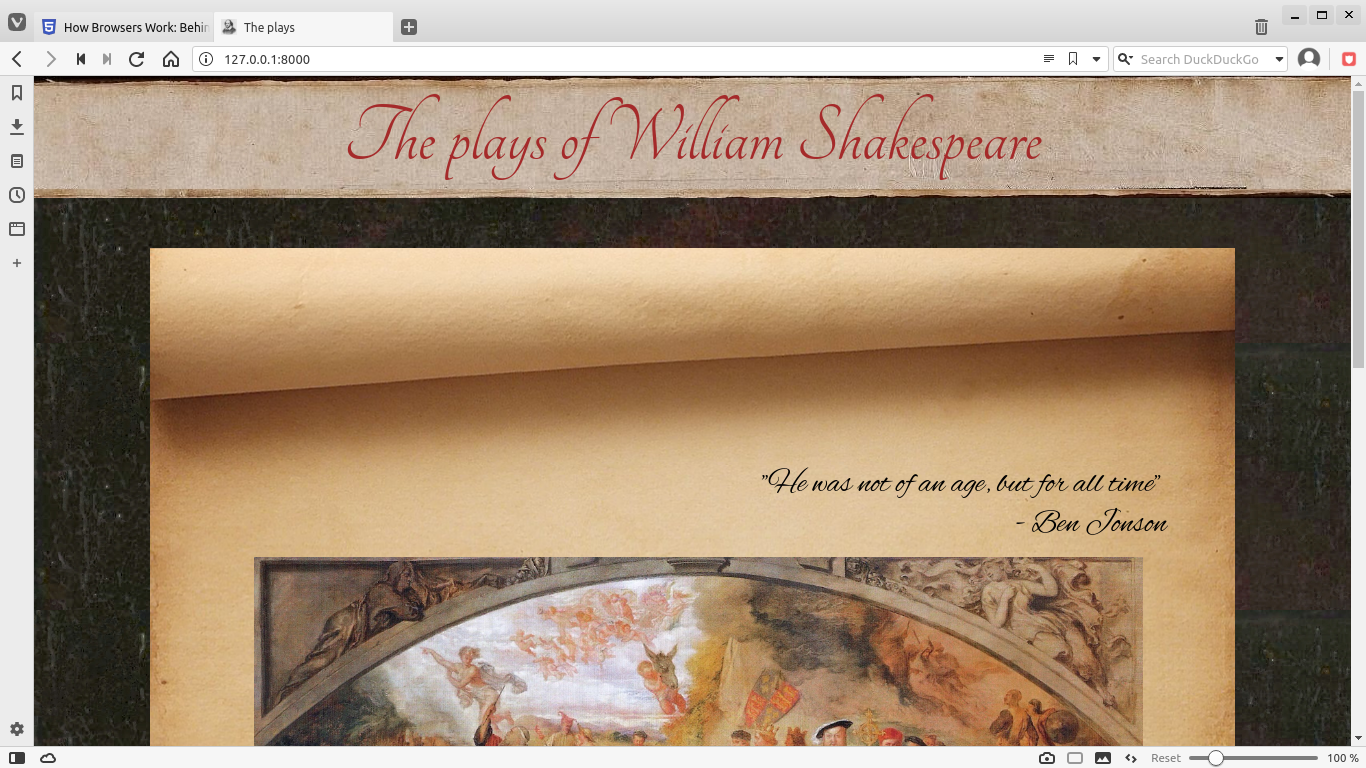 How Browsers Work: Behin
The plays
127.0.0.1:8000
Search DuckDuckGo
The plays of William Shakespeare
"He was not of an age, but for all time"
- Ben Jonson
Reset
100 %